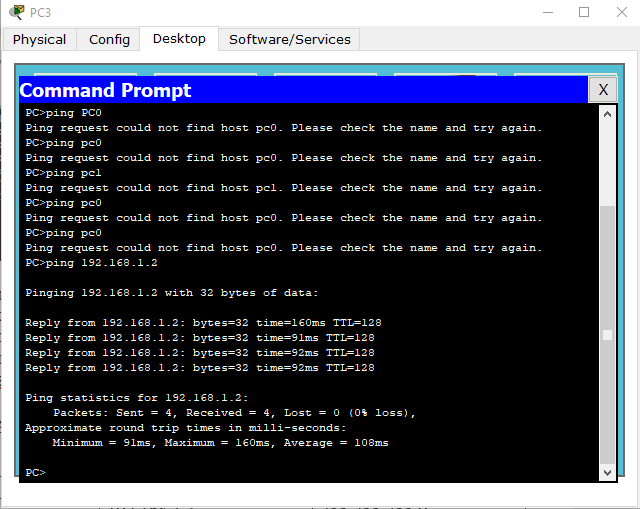 PC3
Physical Config Desktop Software/Services
Command Prompt X
PC>ping PC0
Ping request could not find host pc0. Please check the name and try again.
PC>ping pc0
Ping request could not find host pc0. Please check the name and try again.
PC>ping pc1
Ping request could not find host pc1. Please check the name and try again.
PC>ping pc0
Ping request could not find host pc0. Please check the name and try again.
PC>ping pc0
Ping request could not find host pc0. Please check the name and try again.
PC>ping 192.168.1.2
Pinging 192.168.1.2 with 32 bytes of data:
Reply from 192.168.1.2: bytes=32 time=160ms TTL=128
Reply from 192.168.1.2: bytes=32 time=91ms TTL=128
Reply from 192.168.1.2: bytes=32 time=92ms TTL=128
Reply from 192.168.1.2: bytes=32 time=92ms TTL=128
Ping statistics for 192.168.1.2:
Packets: Sent = 4, Received = 4, Lost = 0 (0% loss),
Approximate round trip times in milli-seconds:
Minimum = 91ms, Maximum = 160ms, Average = 108ms
PC>